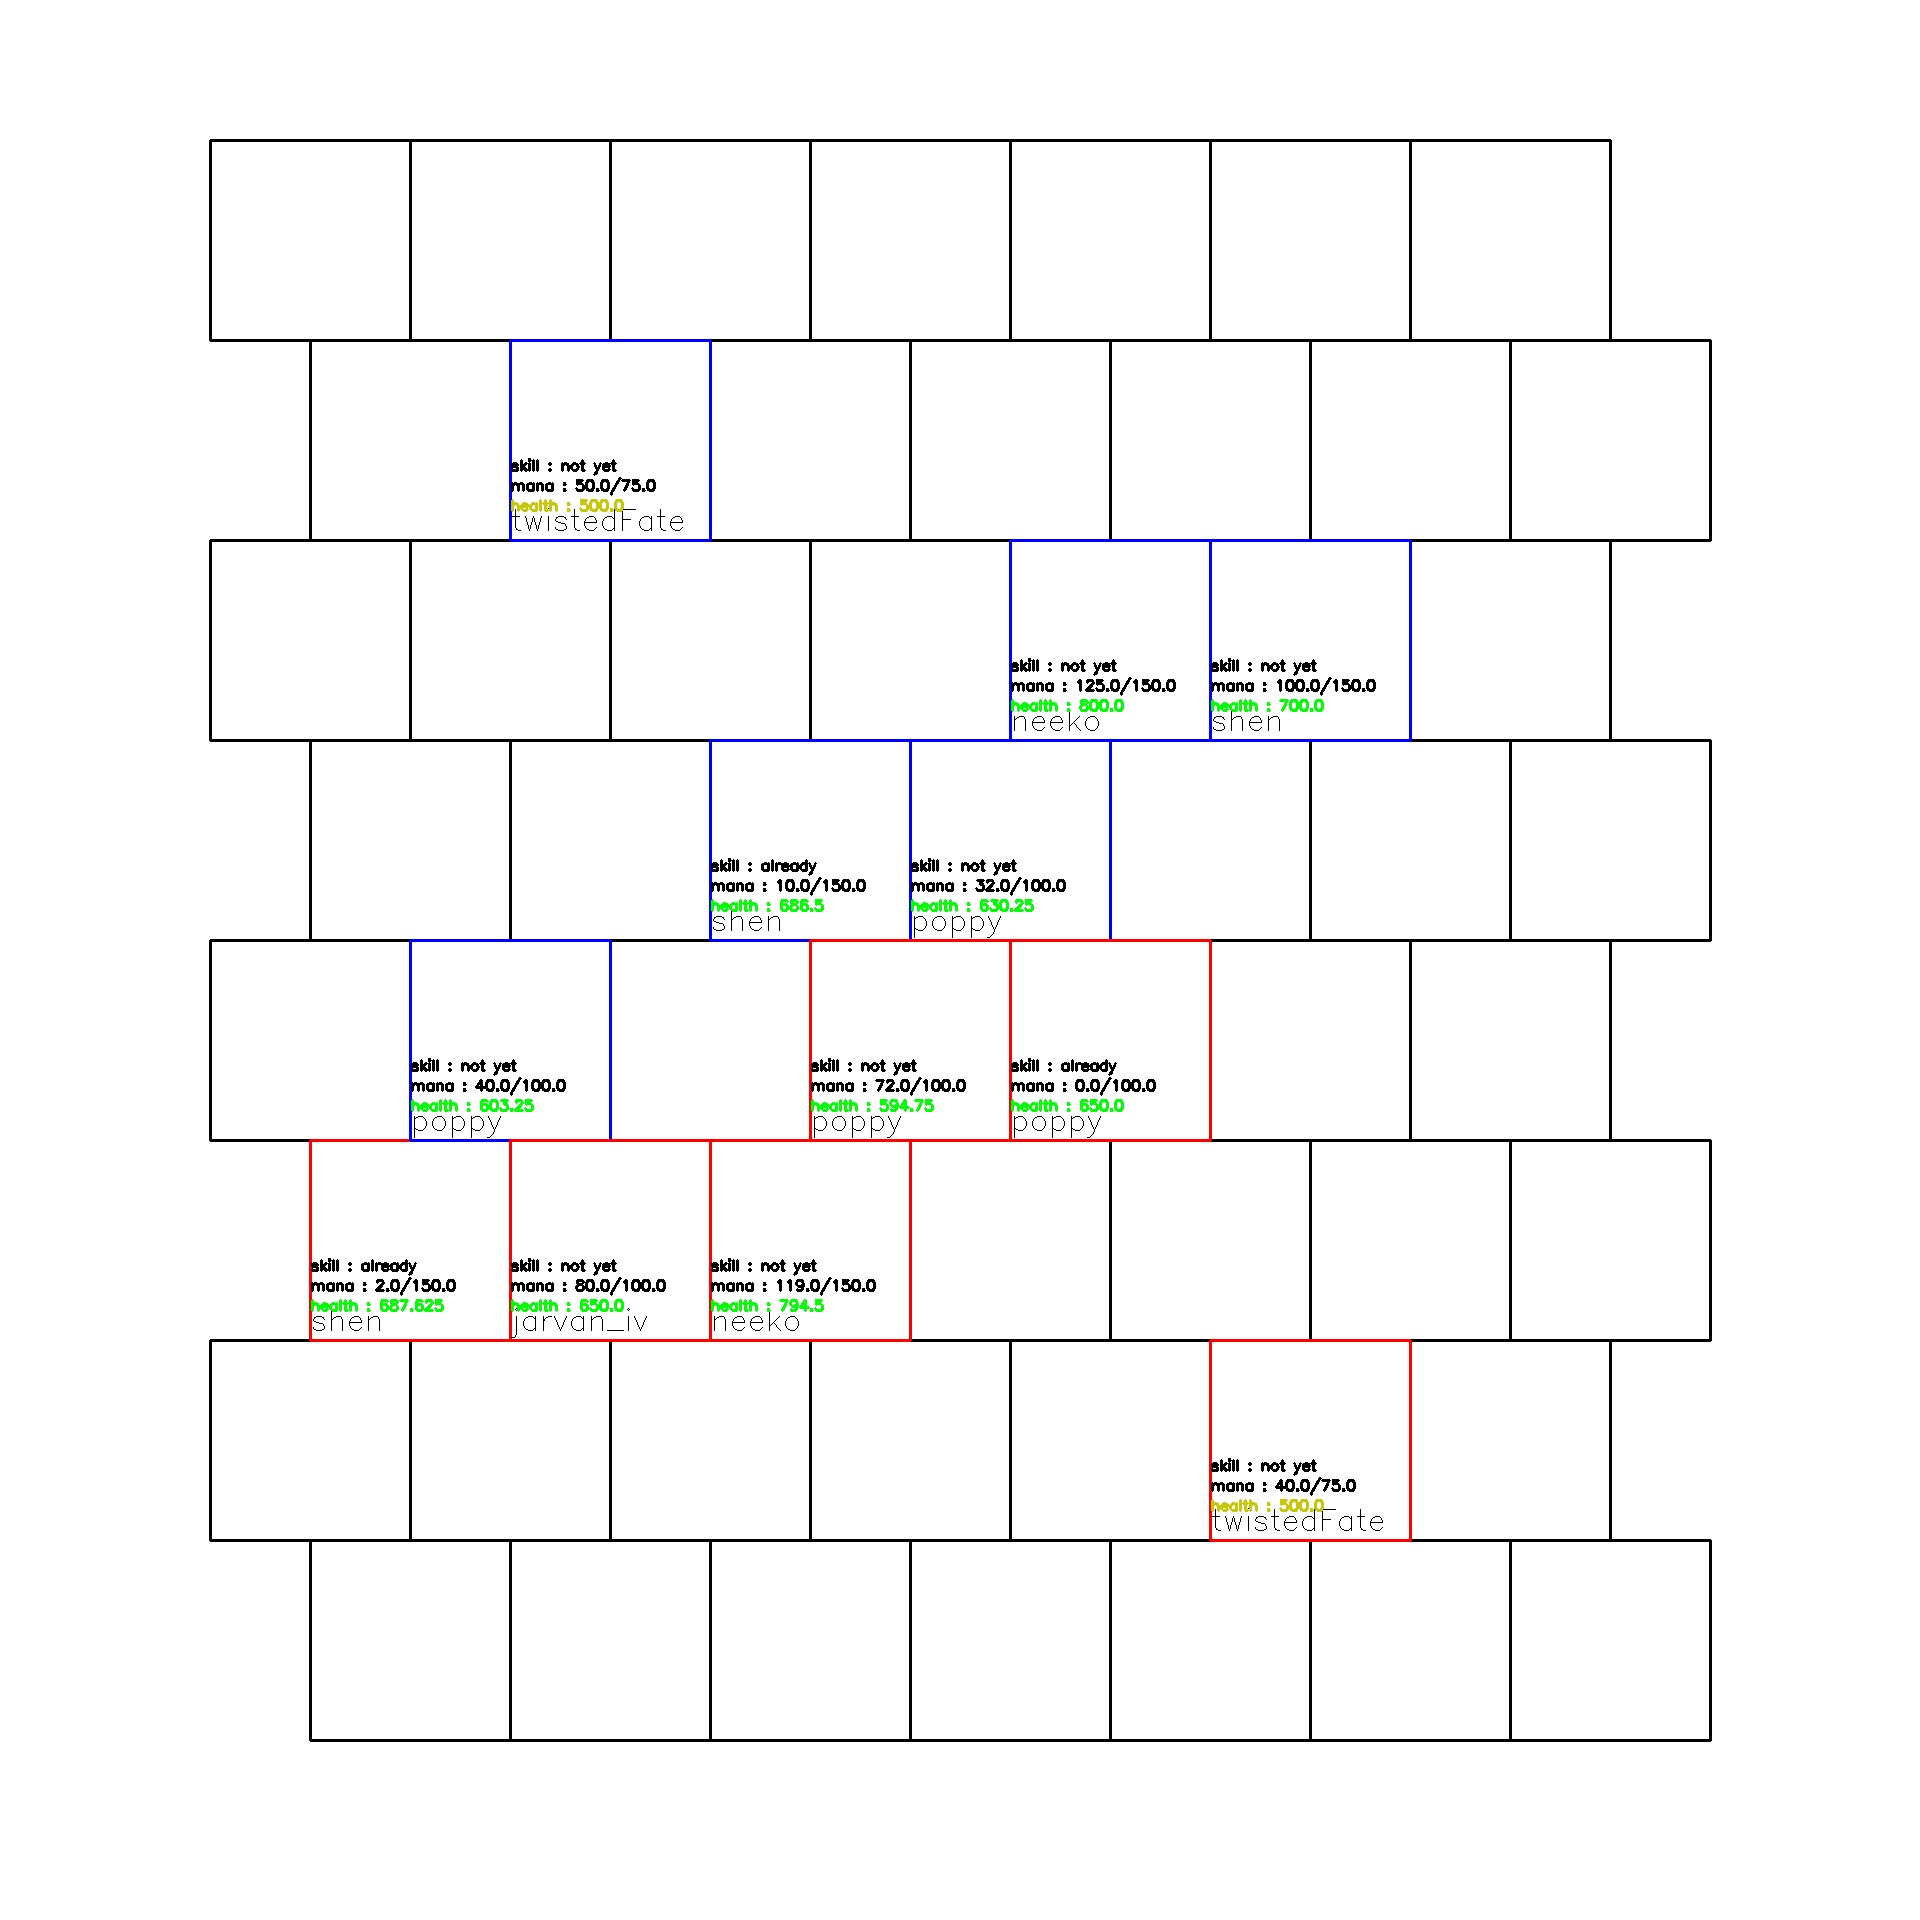 skill : not yet
mana : 50.0/75.0
health : 500.0
twistedFate
skill : not yet
mana : 125.0/150.0
health : 800.0
neeko
skill : not yet
mana : 100.0/150.0
health : 700.0
shen
skill : already
mana : 10.0/150.0
health : 686.5
shen
skill : not yet
mana : 32.0/100.0
health : 630.25
poppy
skill : not yet
mana : 40.0/100.0
health : 603.25
poppy
skill : not yet
mana : 72.0/100.0
health : 594.75
poppy
skill : already
mana : 0.0/100.0
health : 650.0
poppy
skill : already
mana : 2.0/150.0
health : 687.625
shen
skill : not yet
mana : 80.0/100.0
health : 650.0
jarvan_iv
skill : not yet
mana : 119.0/150.0
health : 794.5
neeko
skill : not yet
mana : 40.0/75.0
health : 500.0
twistedFate